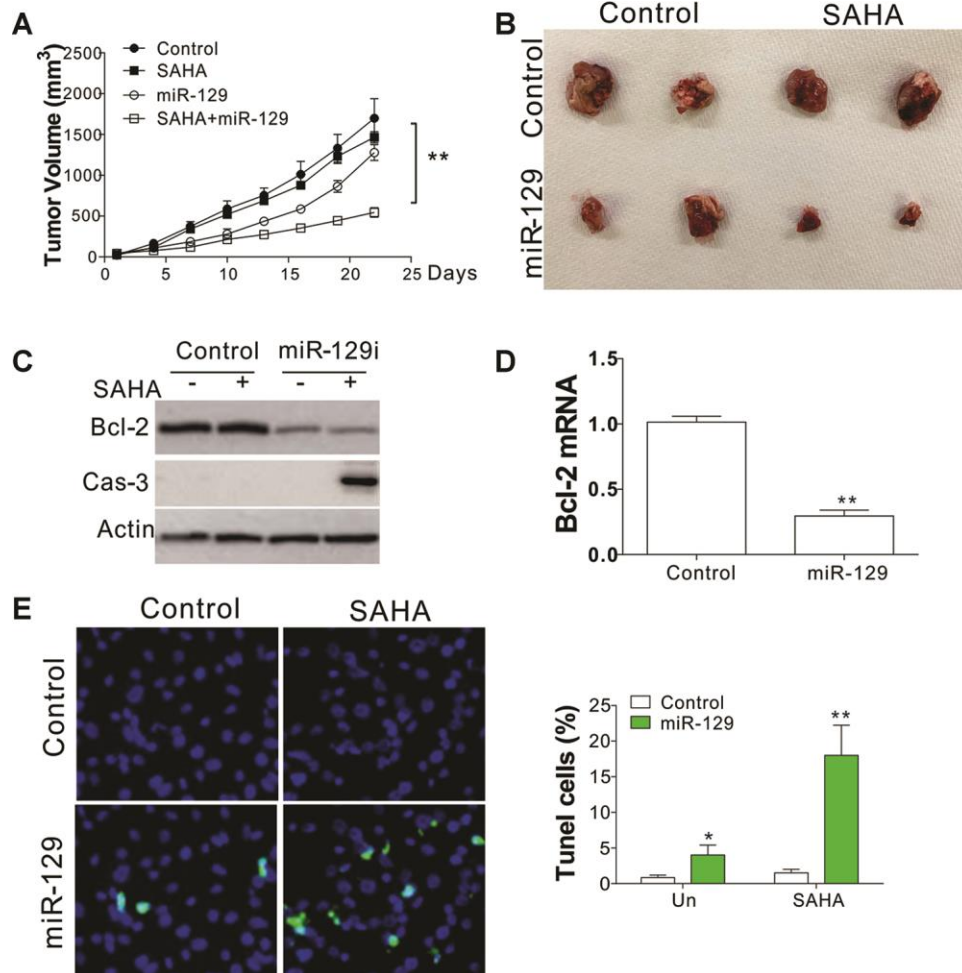 A
Tumor Volume (mm³)
2500
2000
1500
1000
500
0
0
5
10
15
20
25
Days
Control
SAHA
miR-129
SAHA+miR-129
**
B
Control
SAHA
Control
miR-129
C
Control
miR-129i
SAHA
-
+
-
+
Bcl-2
Cas-3
Actin
D
Bcl-2 mRNA
1.5
1.0
0.5
0.0
**
Control
miR-129
E
Control
SAHA
Control
miR-129
Tunel cells (%)
25
20
15
10
5
0
Control
miR-129
*
**
Un
SAHA